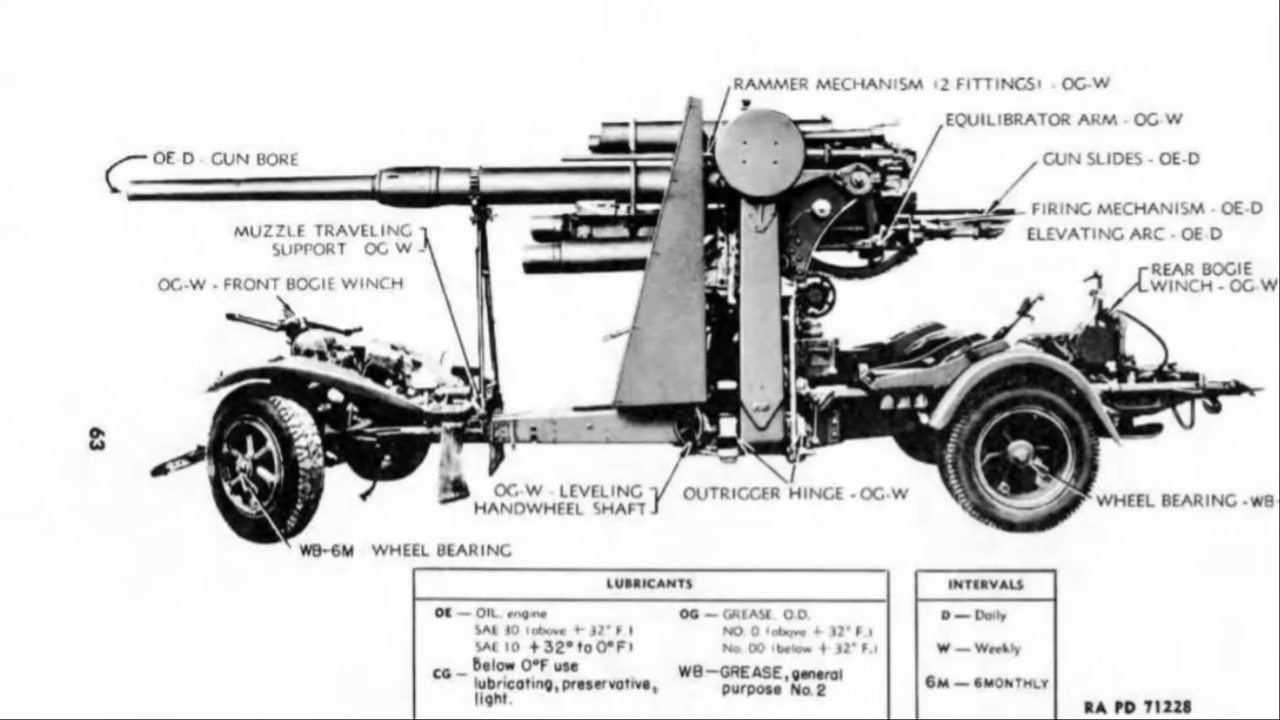 RAMMER MECHANISM (2 FITTINGS) - OG-W
EQUILIBRATOR ARM - OG-W
OE-D - GUN BORE
GUN SLIDES - OE-D
FIRING MECHANISM - OE-D
ELEVATING ARC - OE-D
MUZZLE TRAVELING
SUPPORT OG W
REAR BOGIE
WINCH - OG-W
OG-W - FRONT BOGIE WINCH
63
OG-W - LEVELING
HANDWHEEL SHAFT
OUTRIGGER HINGE - OG-W
WHEEL BEARING - WB-
WB-6M WHEEL BEARING
LUBRICANTS
OE — OIL, engine
SAE 30 (above + 32° F.)
SAE 10 +32° to 0°F)
CG — Below 0°F use
lubricating, preservative,
light.
OG — GREASE, O.D.
NO. 0 (above + 32° F.)
No. 00 (below + 32° F.)
WB—GREASE, general
purpose No. 2
INTERVALS
D — Daily
W — Weekly
6M — 6MONTHLY
RA PD 71228